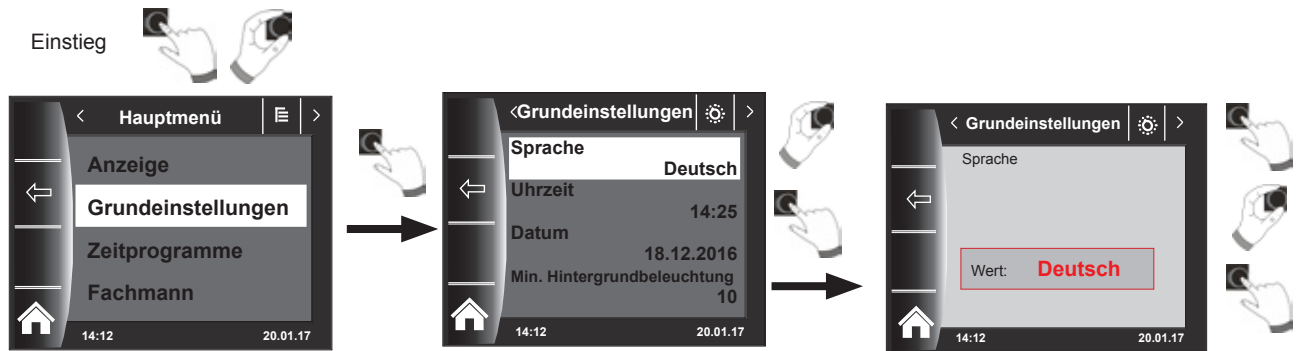 Einstieg
< Hauptmenü >
Anzeige
Grundeinstellungen
Zeitprogramme
Fachmann
14:12 20.01.17
<Grundeinstellungen >
Sprache
Deutsch
Uhrzeit
14:25
Datum
18.12.2016
Min. Hintergrundbeleuchtung
10
14:12 20.01.17
< Grundeinstellungen >
Sprache
Wert: Deutsch
14:12 20.01.17